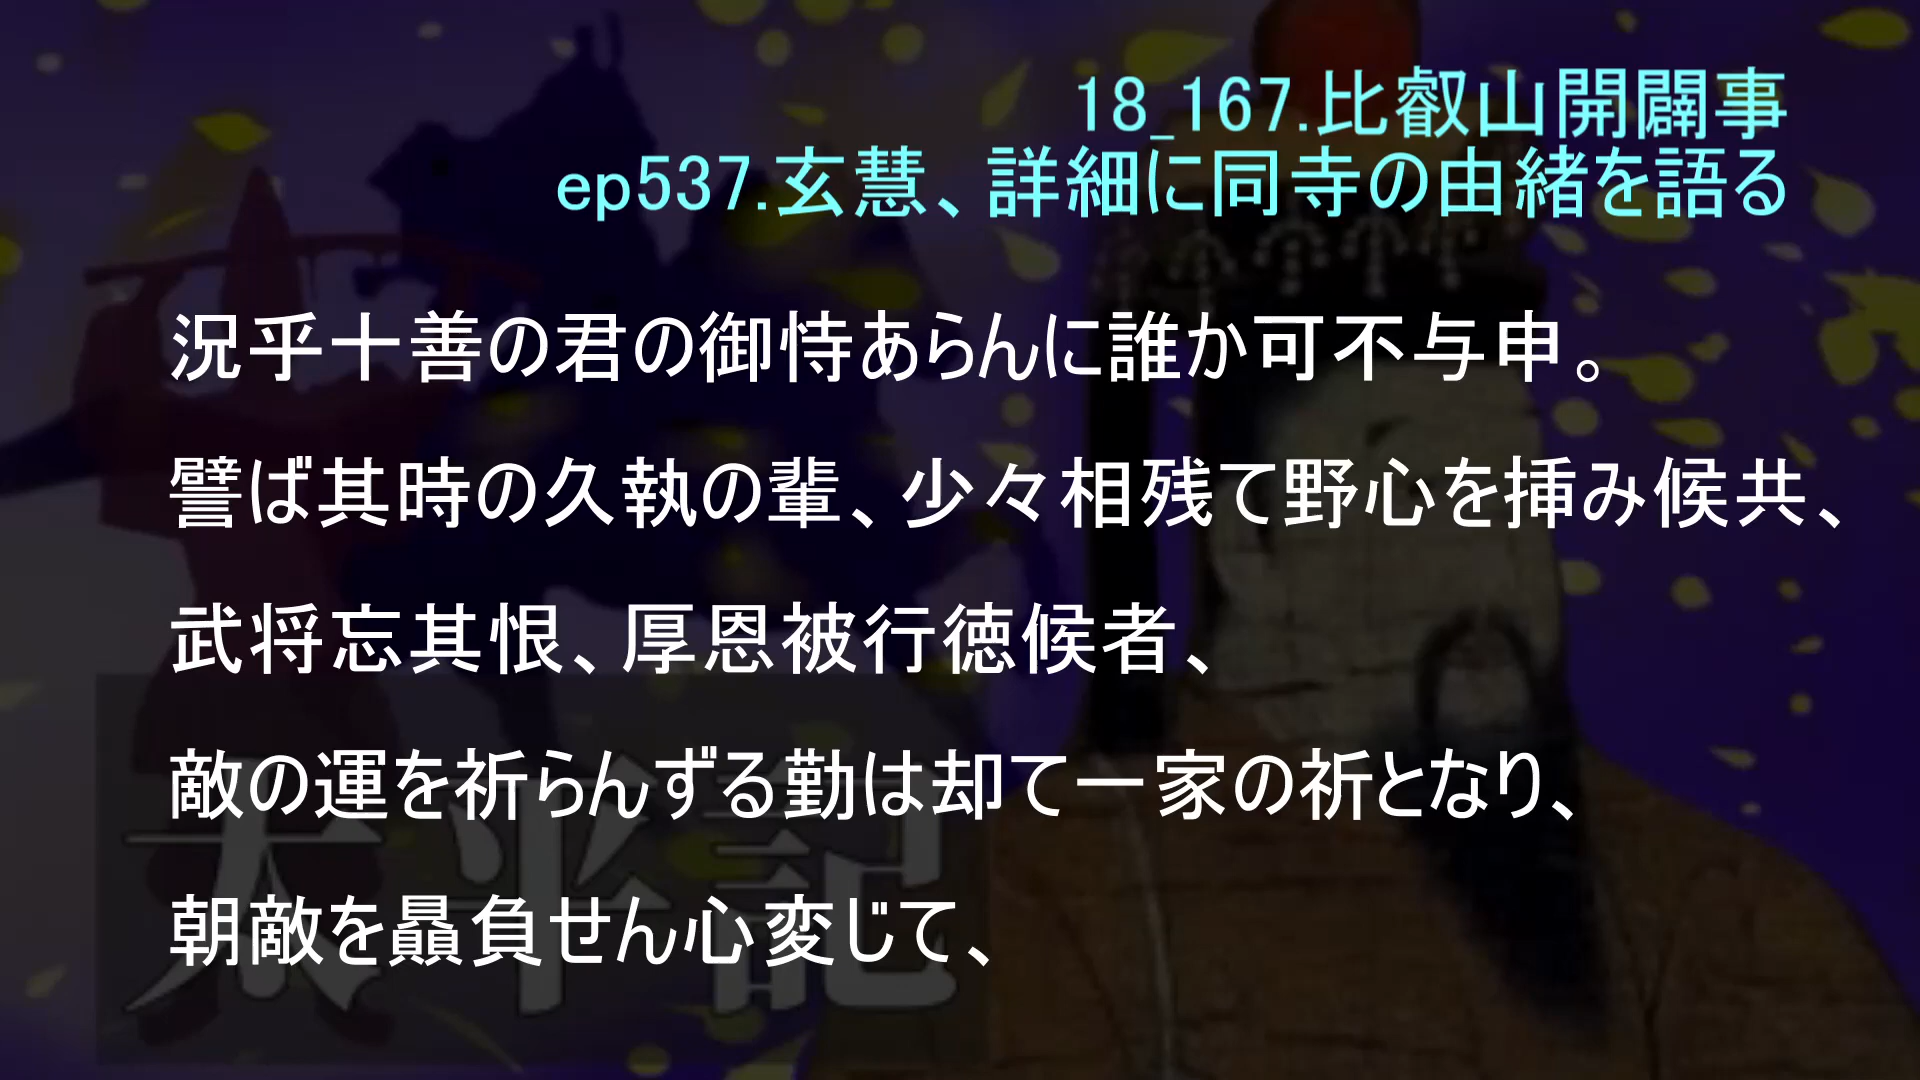 18_167.比叡山開闢事
ep537.玄慧、詳細に同寺の由緒を語る
況乎十善の君の御恃あらんに誰か可不与申。
譬ば其時の久執の輩、少々相残て野心を挿み候共、
武将忘其恨、厚恩被行徳候者、
敵の運を祈らんずる勤は却て一家の祈となり、
朝敵を贔負せん心変じて、
太平記